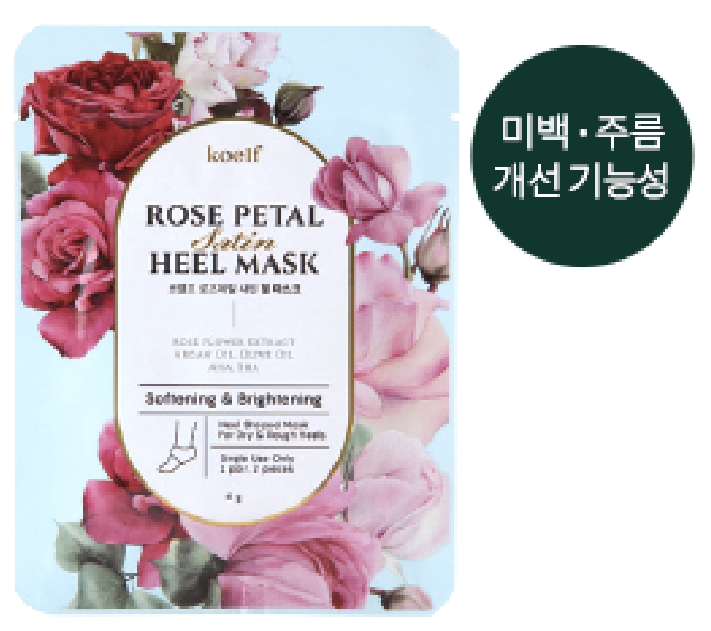 koelf
ROSE PETAL
Satin
HEEL MASK
코엘프 로즈페탈 새틴 힐 마스크
ROSE FLOWER EXTRACT
ARGAN OIL, OLIVE OIL
AHA, BHA
Softening & Brightening
Heel Shaped Mask
For Dry & Rough Heels
Single Use Only
1 pair, 2 pieces
미백·주름
개선 기능성